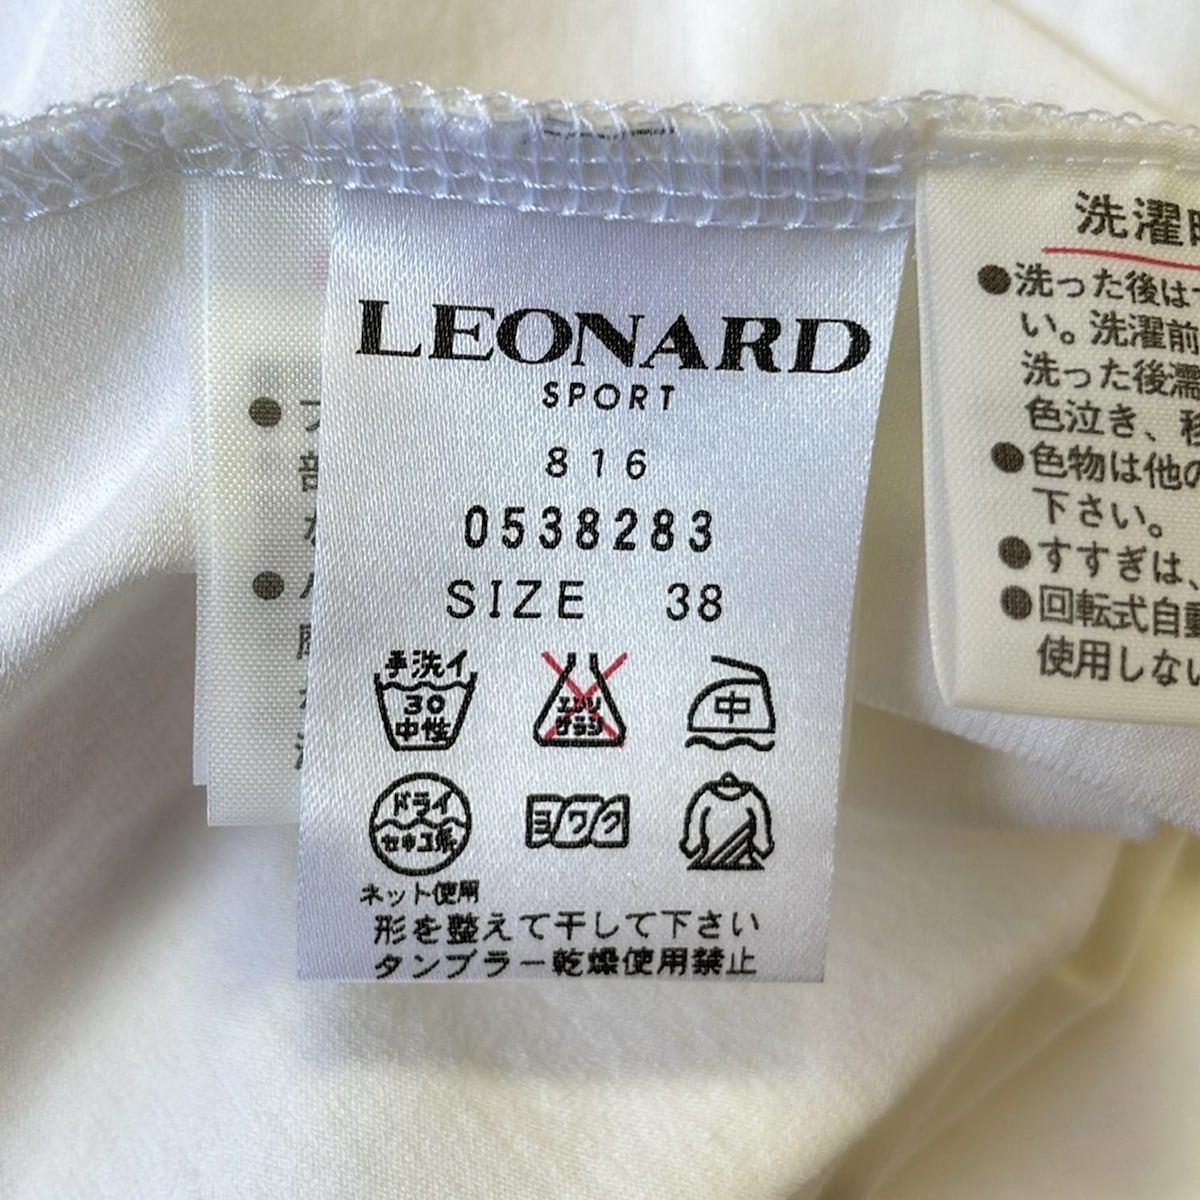 LEONARD
SPORT
816
0538283
SIZE 38
手洗イ
30
中性
エンソ
サラシ
中
ドライ
セキユ系
ヨワク
ネット使用
形を整えて干して下さい
タンブラー乾燥使用禁止
洗濯時
●洗った後は
い。洗濯前
洗った後濡
色泣き、移
●色物は他の
下さい。
●すすぎは、
●回転式自動
使用しない